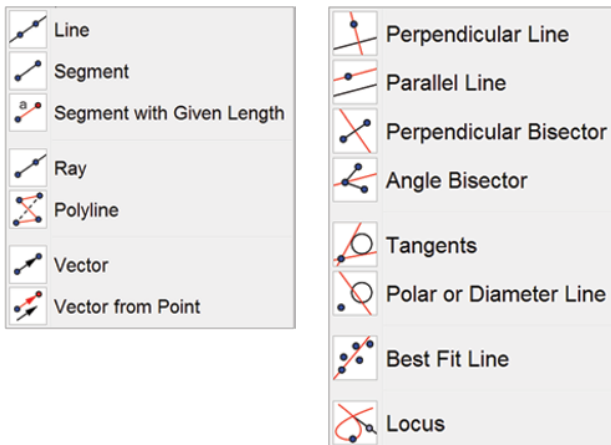 Line
Segment
a
Segment with Given Length
Ray
Polyline
Vector
Vector from Point
Perpendicular Line
Parallel Line
Perpendicular Bisector
Angle Bisector
Tangents
Polar or Diameter Line
Best Fit Line
Locus